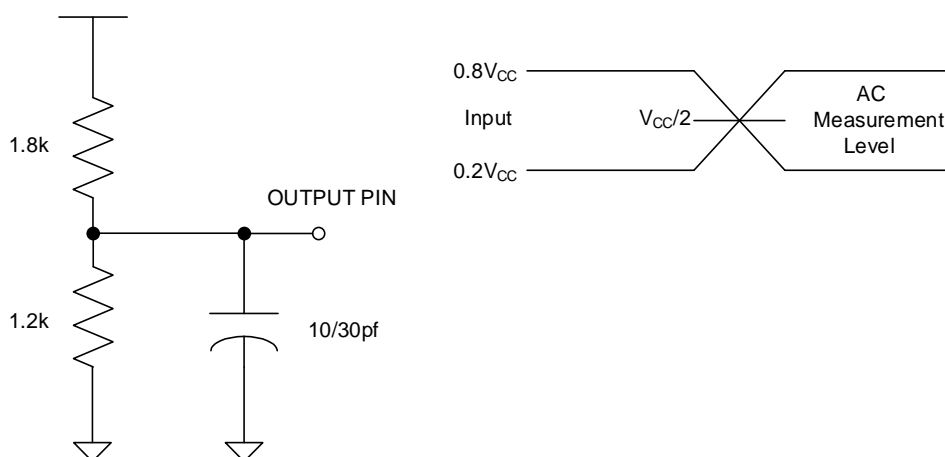 0.8VCC
Input
VCC/2
AC
Measurement
Level
0.2VCC
1.8k
OUTPUT PIN
1.2k
10/30pf